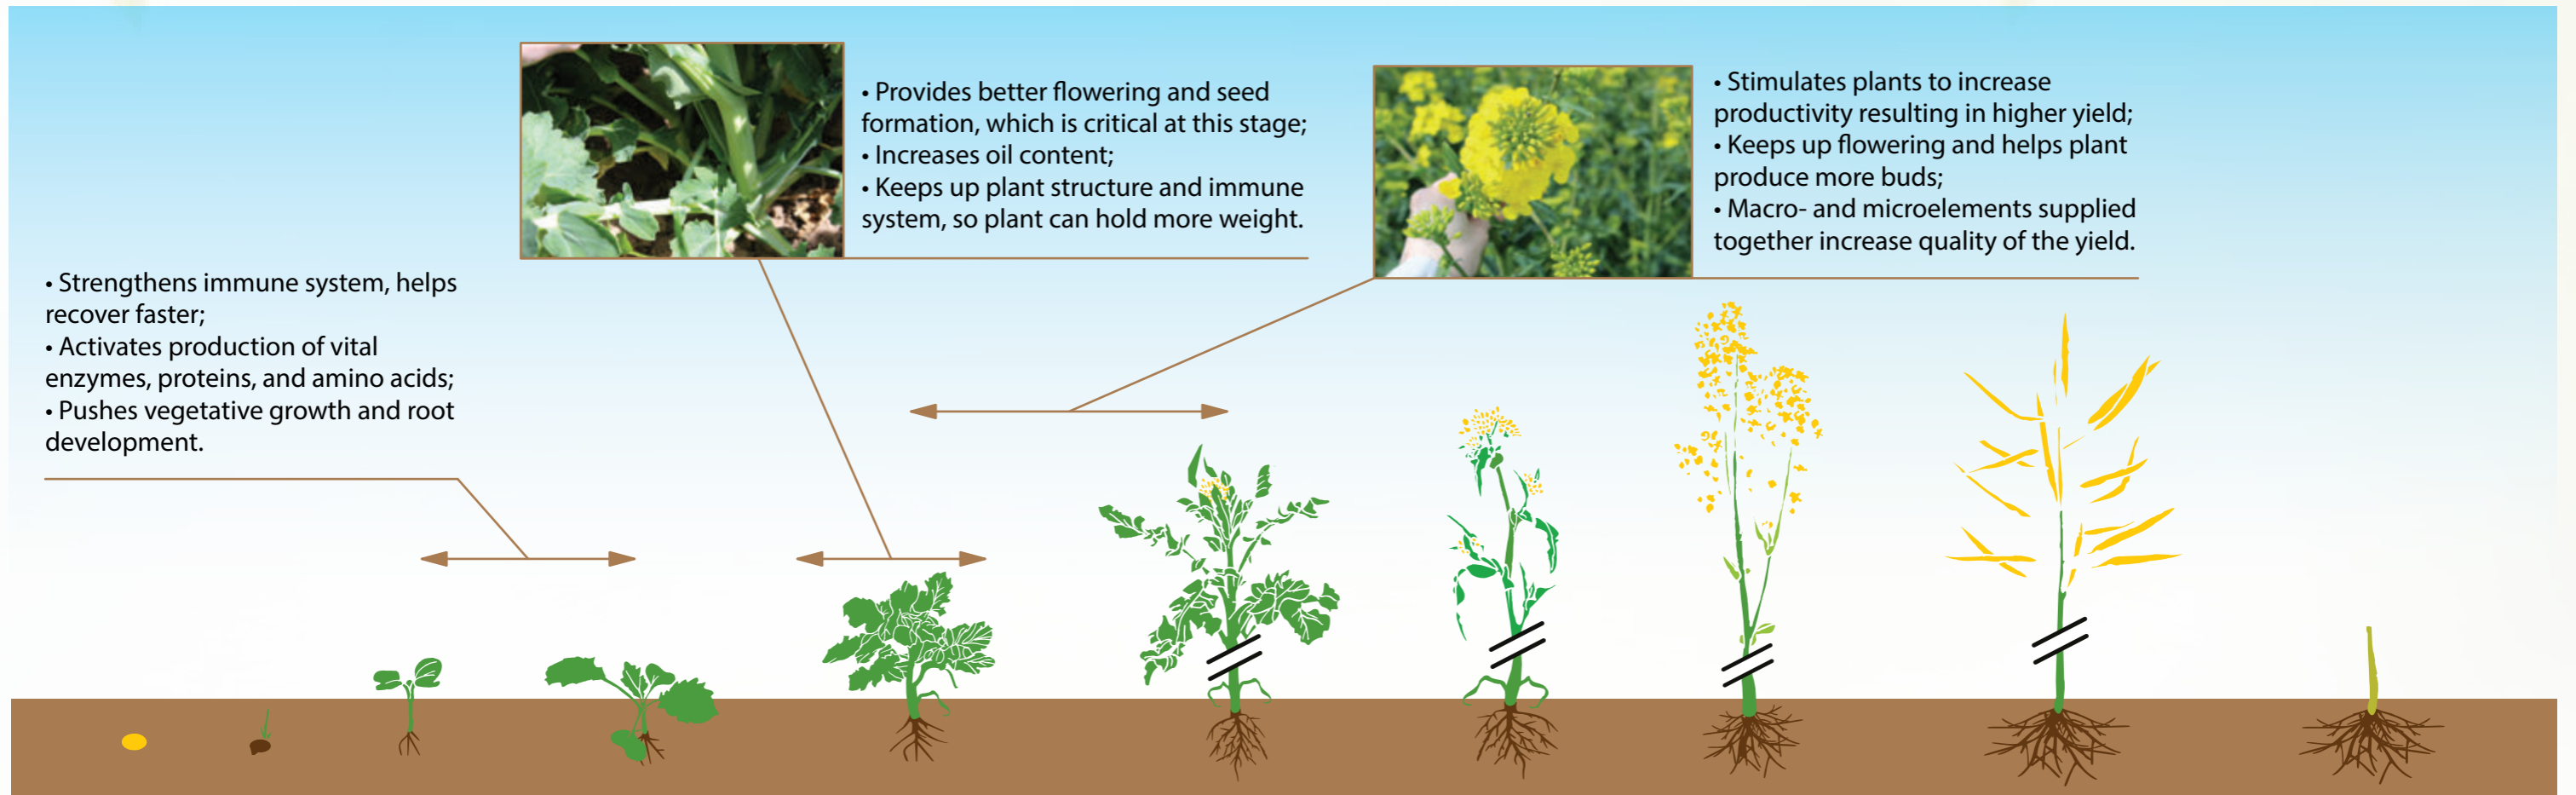 • Strengthens immune system, helps
recover faster;
• Activates production of vital
enzymes, proteins, and amino acids;
• Pushes vegetative growth and root
development.
• Provides better flowering and seed
formation, which is critical at this stage;
• Increases oil content;
• Keeps up plant structure and immune
system, so plant can hold more weight.
• Stimulates plants to increase
productivity resulting in higher yield;
• Keeps up flowering and helps plant
produce more buds;
• Macro- and microelements supplied
together increase quality of the yield.